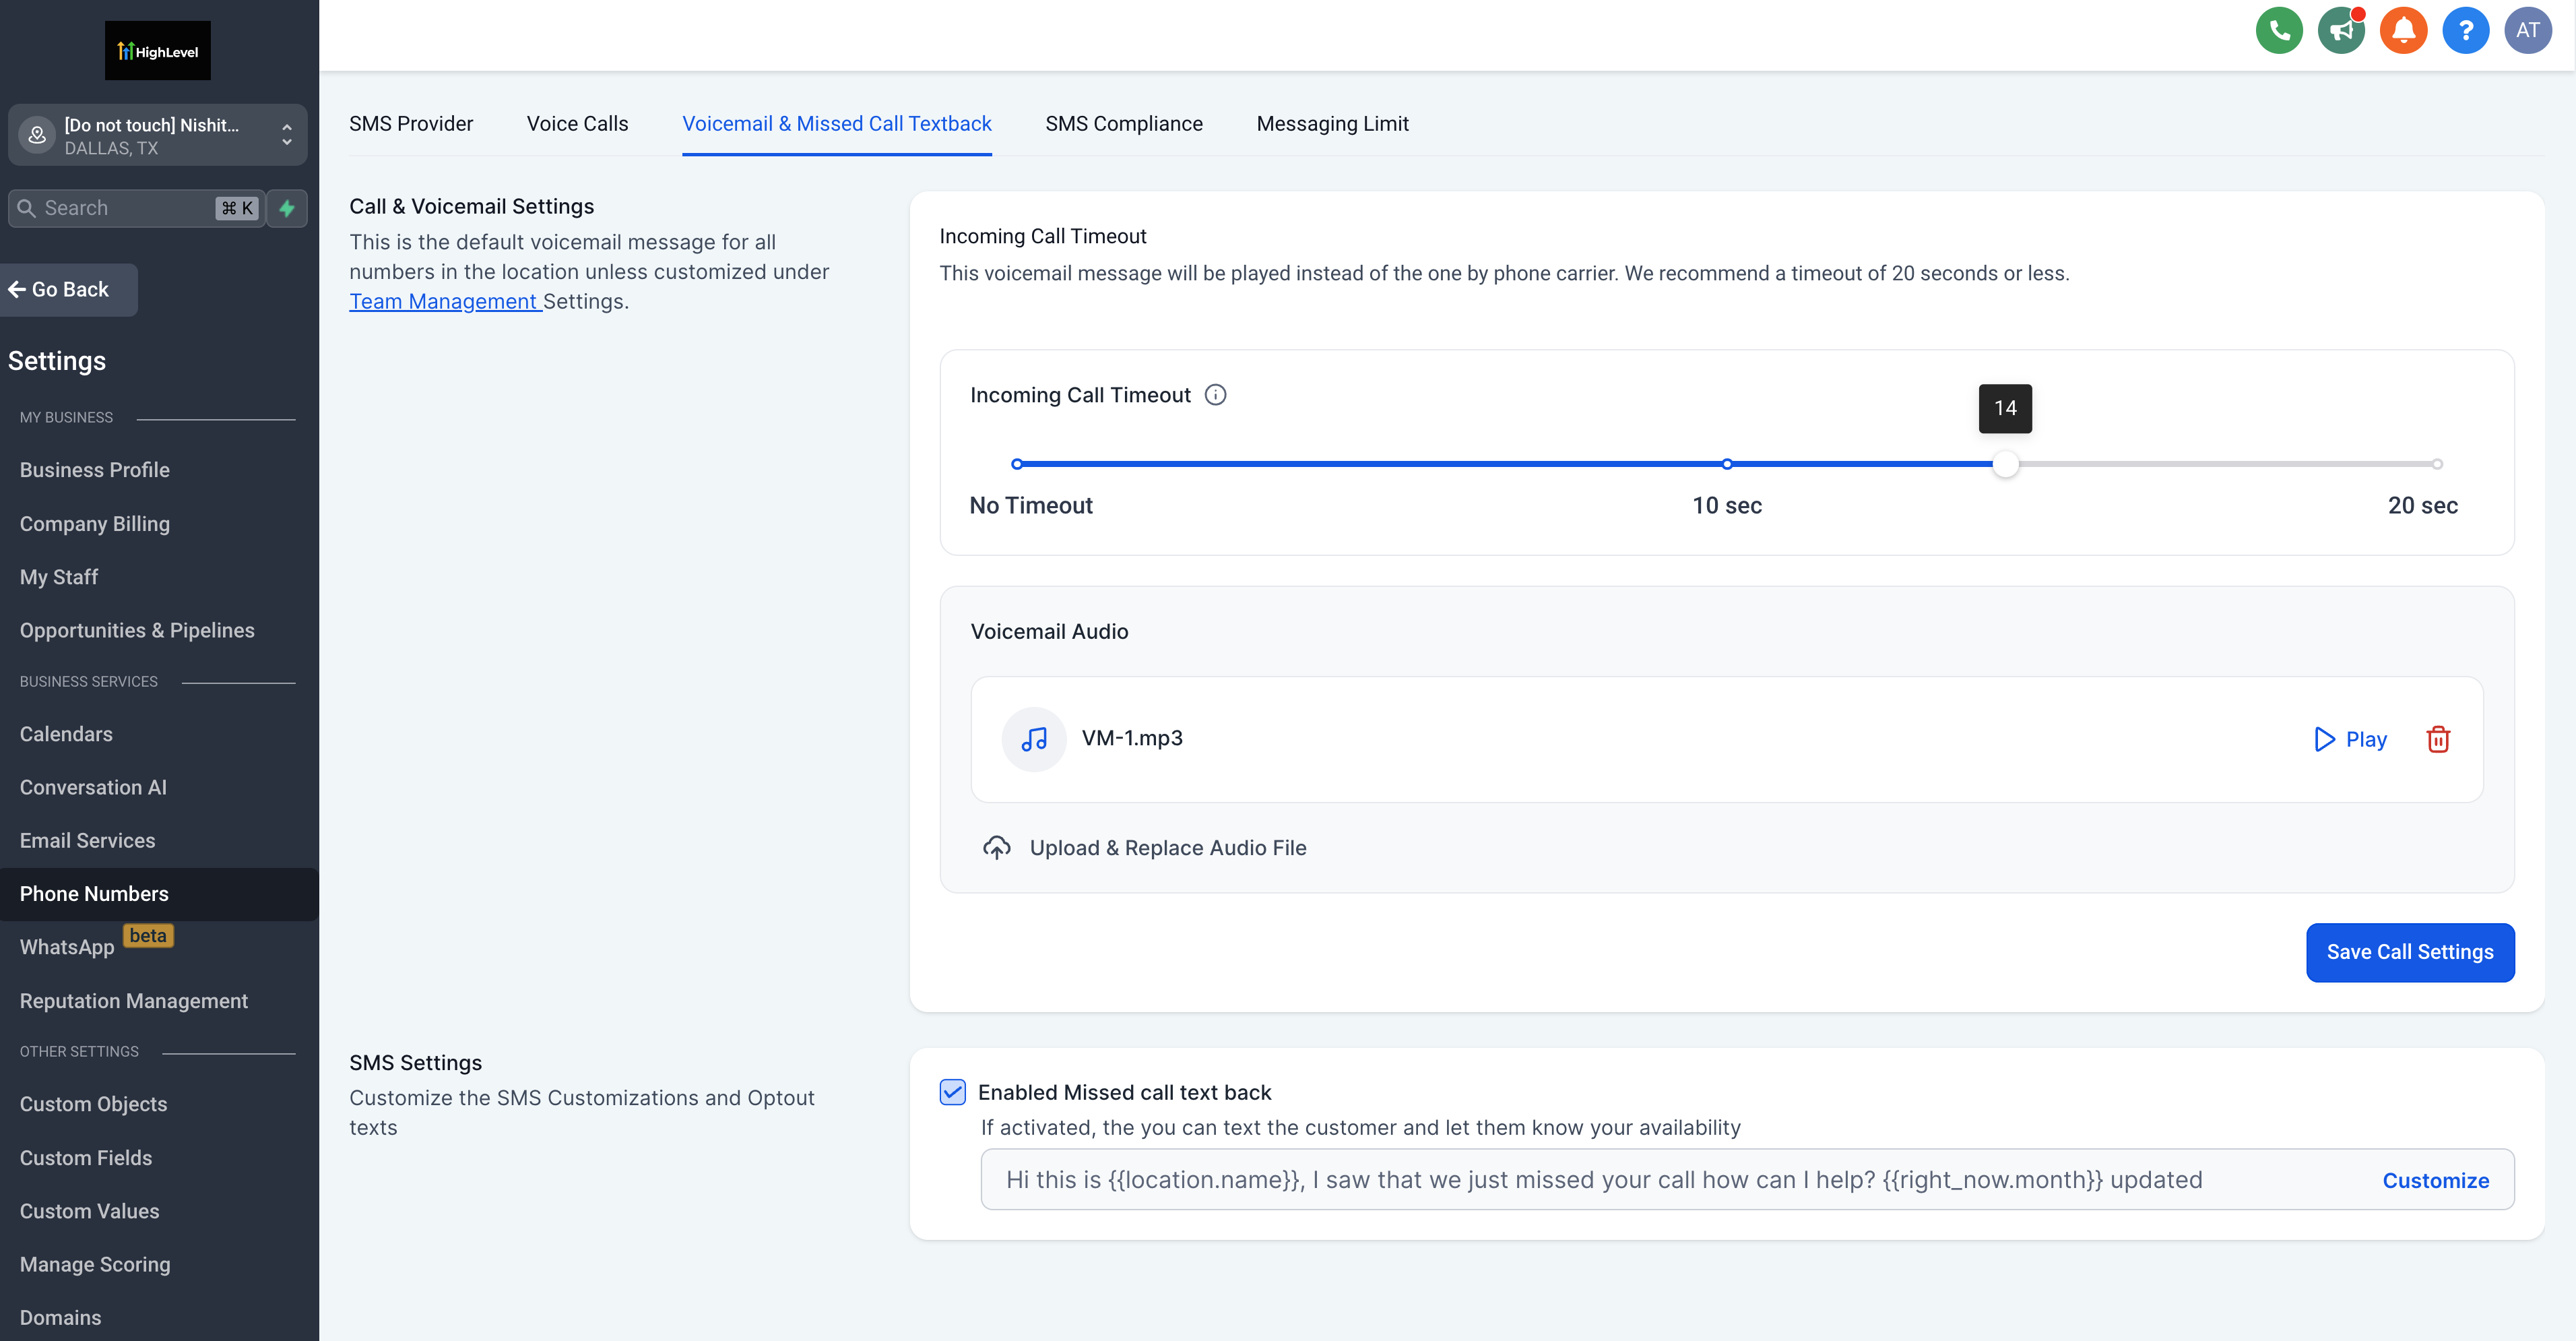 HighLevel
[Do not touch] Nishit...
DALLAS, TX
Search
⌘ K
Go Back
Settings
MY BUSINESS
Business Profile
Company Billing
My Staff
Opportunities & Pipelines
BUSINESS SERVICES
Calendars
Conversation AI
Email Services
Phone Numbers
WhatsApp beta
Reputation Management
OTHER SETTINGS
Custom Objects
Custom Fields
Custom Values
Manage Scoring
Domains
? AT
SMS Provider Voice Calls Voicemail & Missed Call Textback SMS Compliance Messaging Limit
Call & Voicemail Settings
This is the default voicemail message for all
numbers in the location unless customized under
Team Management Settings.
Incoming Call Timeout
This voicemail message will be played instead of the one by phone carrier. We recommend a timeout of 20 seconds or less.
Incoming Call Timeout
14
No Timeout 10 sec 20 sec
Voicemail Audio
VM-1.mp3 Play
Upload & Replace Audio File
Save Call Settings
SMS Settings
Customize the SMS Customizations and Optout
texts
Enabled Missed call text back
If activated, the you can text the customer and let them know your availability
Hi this is {{location.name}}, I saw that we just missed your call how can I help? {{right_now.month}} updated Customize